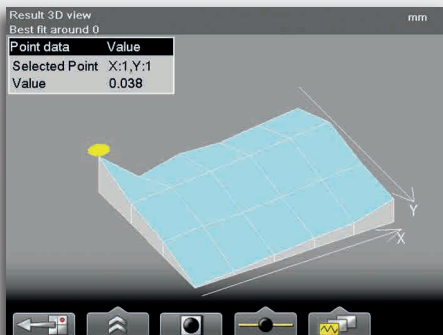 Result 3D view
mm
Best fit around 0
Point data Value
Selected Point X:1,Y:1
Value 0.038
Y
X